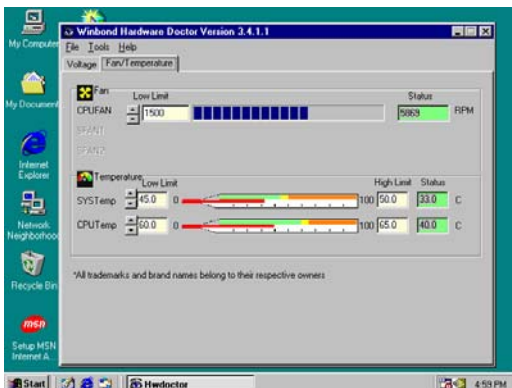 My Computer
Winbond Hardware Doctor Version 3.4.1.1
File Tools Help
Voltage Fan/Temperature
My Document
Fan
Low Limit
Status
CPUFAN
1500
5869
RPM
SFAN1
SFAN2
Internet
Explorer
Temperature
Low Limit
High Limit
Status
SYSTemp
45.0
0
100
50.0
33.0
C
CPUTemp
60.0
0
100
65.0
40.0
C
Network
Neighborhoo
*All trademarks and brand names belong to their respective owners
Recycle Bin
msn
Setup MSN
Internet A...
Start
Hwdoctor
4:59 PM